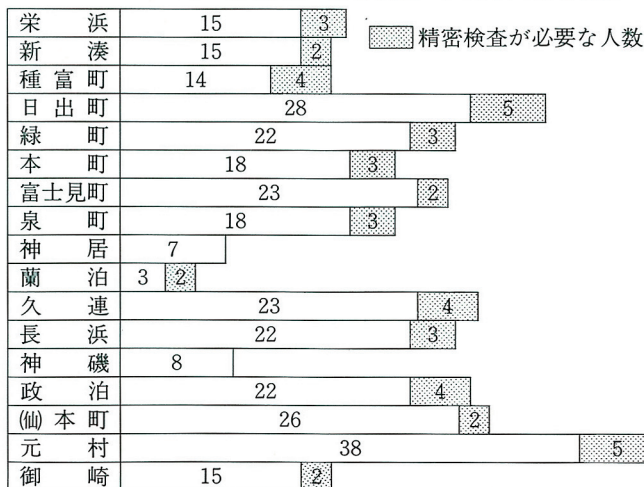 栄浜 15 3
精密検査が必要な人数
新湊 15 2
種富町 14 4
日出町 28 5
緑町 22 3
本町 18 3
富士見町 23 2
泉町 18 3
神居 7
蘭泊 3 2
久連 23 4
長浜 22 3
神磯 8
政泊 22 4
㈹本町 26 2
元村 38 5
御崎 15 2